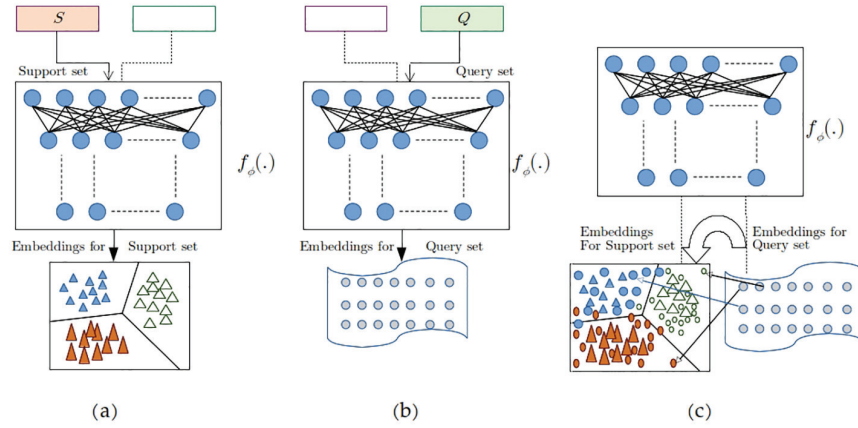 S
Q
Support set
Query set
f_ϕ(.)
f_ϕ(.)
f_ϕ(.)
Embeddings for Support set
Embeddings for Query set
Embeddings
For Support set
Embeddings for
Query set
(a)
(b)
(c)